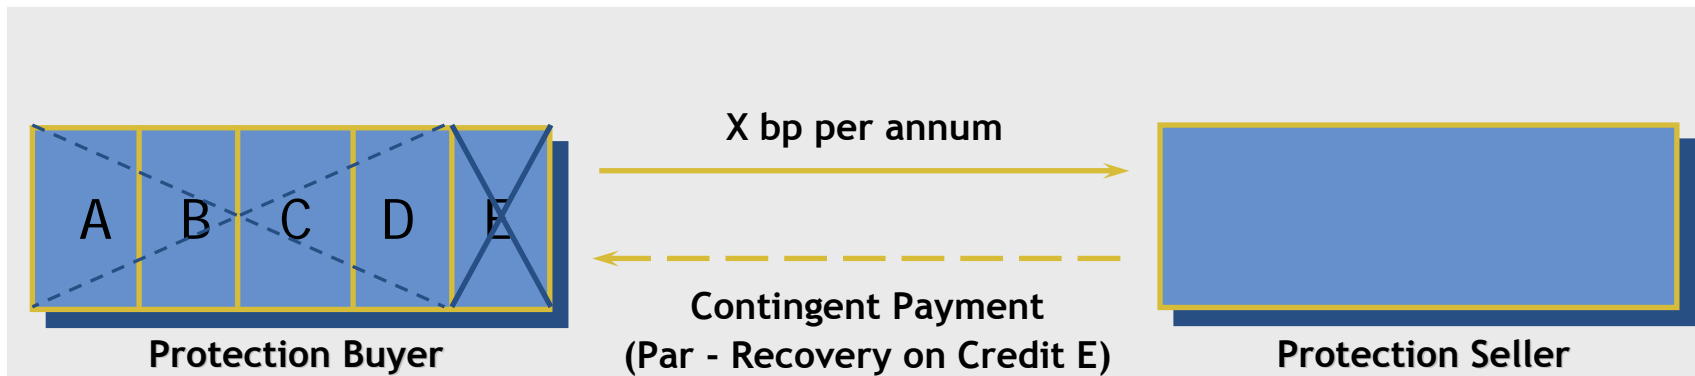 X bp per annum
A B C D E
Contingent Payment
(Par - Recovery on Credit E)
Protection Buyer
Protection Seller